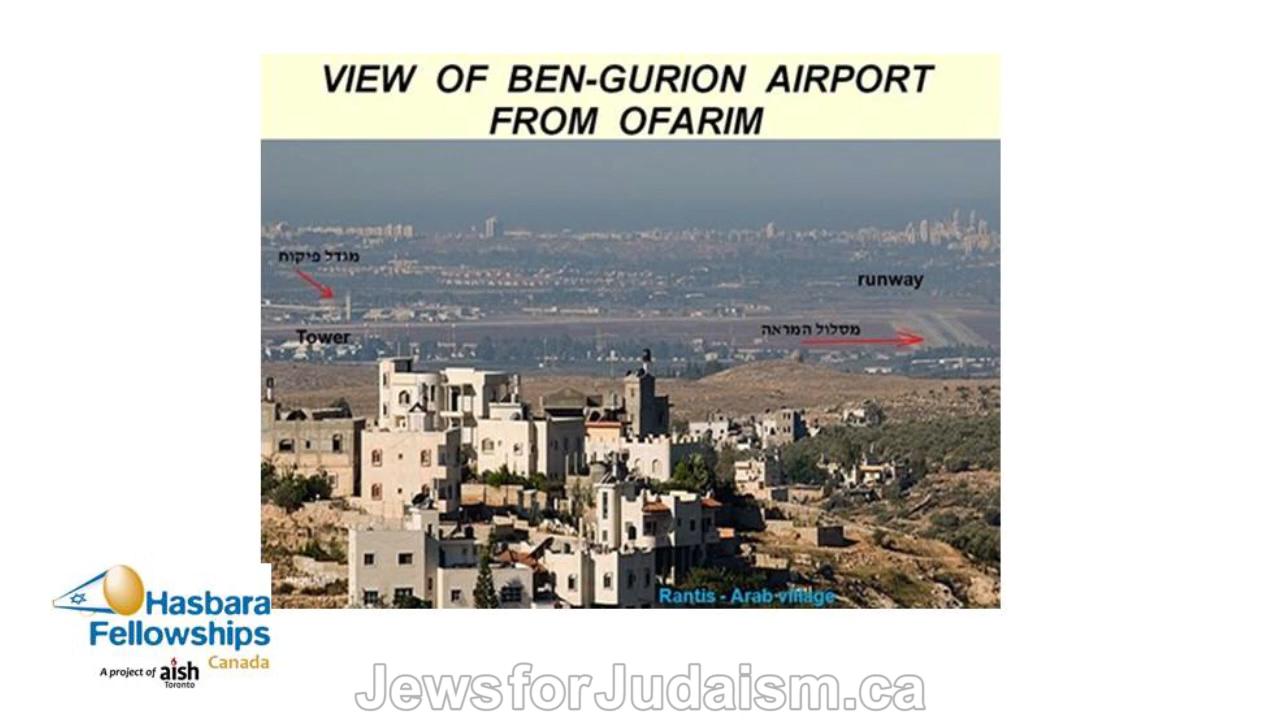 VIEW OF BEN-GURION AIRPORT
FROM OFARIM
מגדל פיקוח
Tower
runway
מסלול המראה
Rantis - Arab village
Hasbara
Fellowships
Canada
A project of aish
Toronto
JewsforJudaism.ca